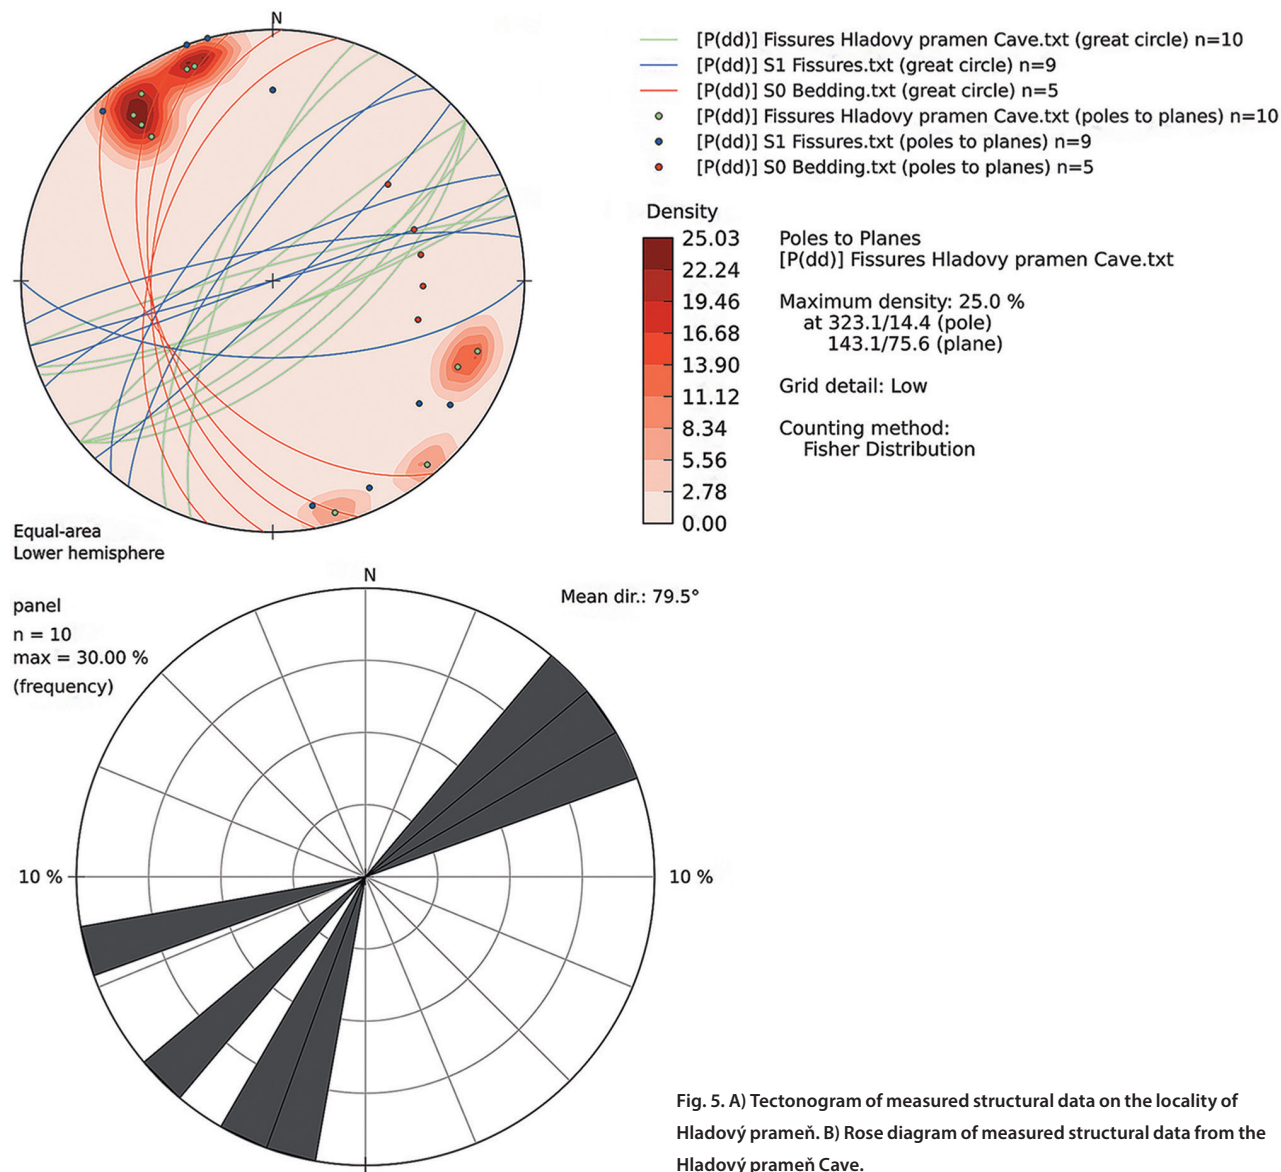 N
[P(dd)] Fissures Hladovy pramen Cave.txt (great circle) n=10
[P(dd)] S1 Fissures.txt (great circle) n=9
[P(dd)] S0 Bedding.txt (great circle) n=5
[P(dd)] Fissures Hladovy pramen Cave.txt (poles to planes) n=10
[P(dd)] S1 Fissures.txt (poles to planes) n=9
[P(dd)] S0 Bedding.txt (poles to planes) n=5
Density
25.03
22.24
19.46
16.68
13.90
11.12
8.34
5.56
2.78
0.00
Poles to Planes
[P(dd)] Fissures Hladovy pramen Cave.txt
Maximum density: 25.0 %
at 323.1/14.4 (pole)
143.1/75.6 (plane)
Grid detail: Low
Counting method:
Fisher Distribution
Equal-area
Lower hemisphere
N
panel
n = 10
max = 30.00 %
(frequency)
Mean dir.: 79.5°
10 %
10 %
Fig. 5. A) Tectonogram of measured structural data on the locality of
Hladový prameň. B) Rose diagram of measured structural data from the
Hladový prameň Cave.